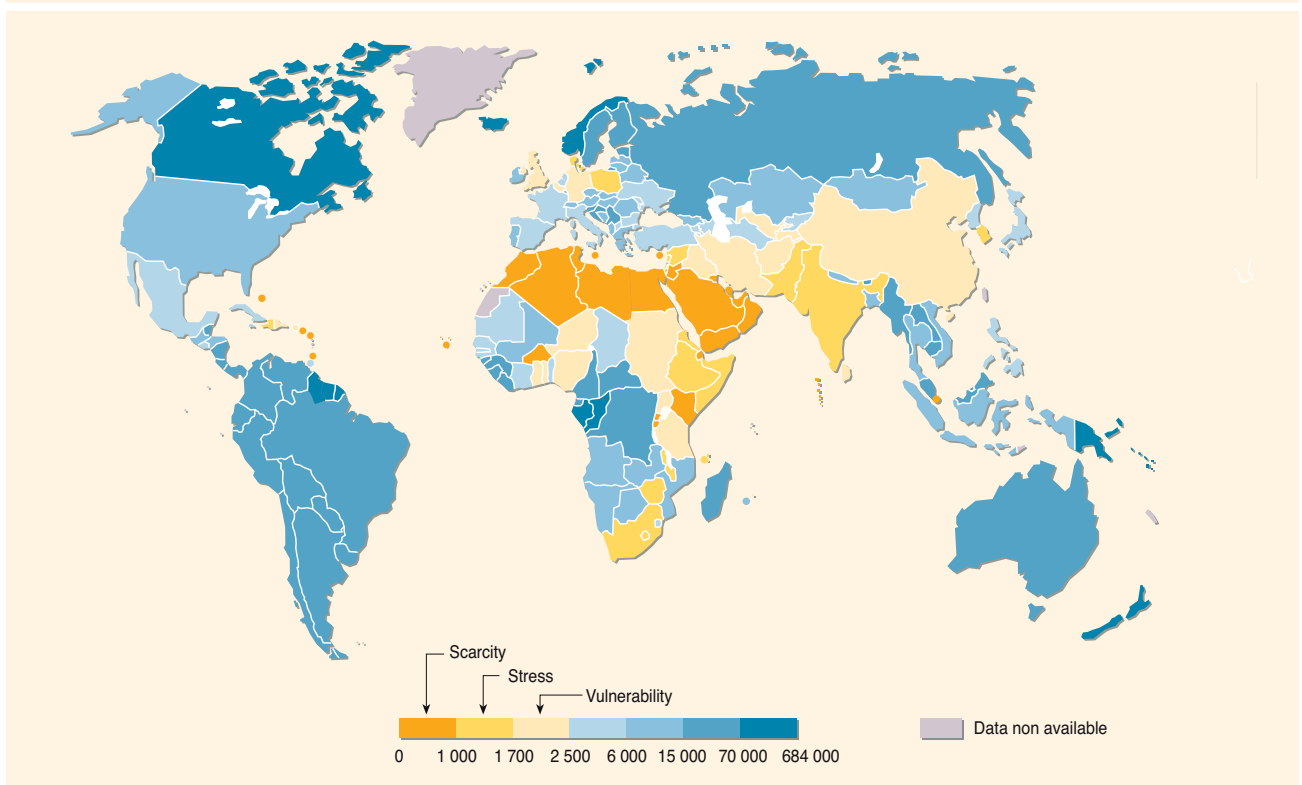 Scarcity
Stress
Vulnerability
Data non available
0 1 000 1 700 2 500 6 000 15 000 70 000 684 000